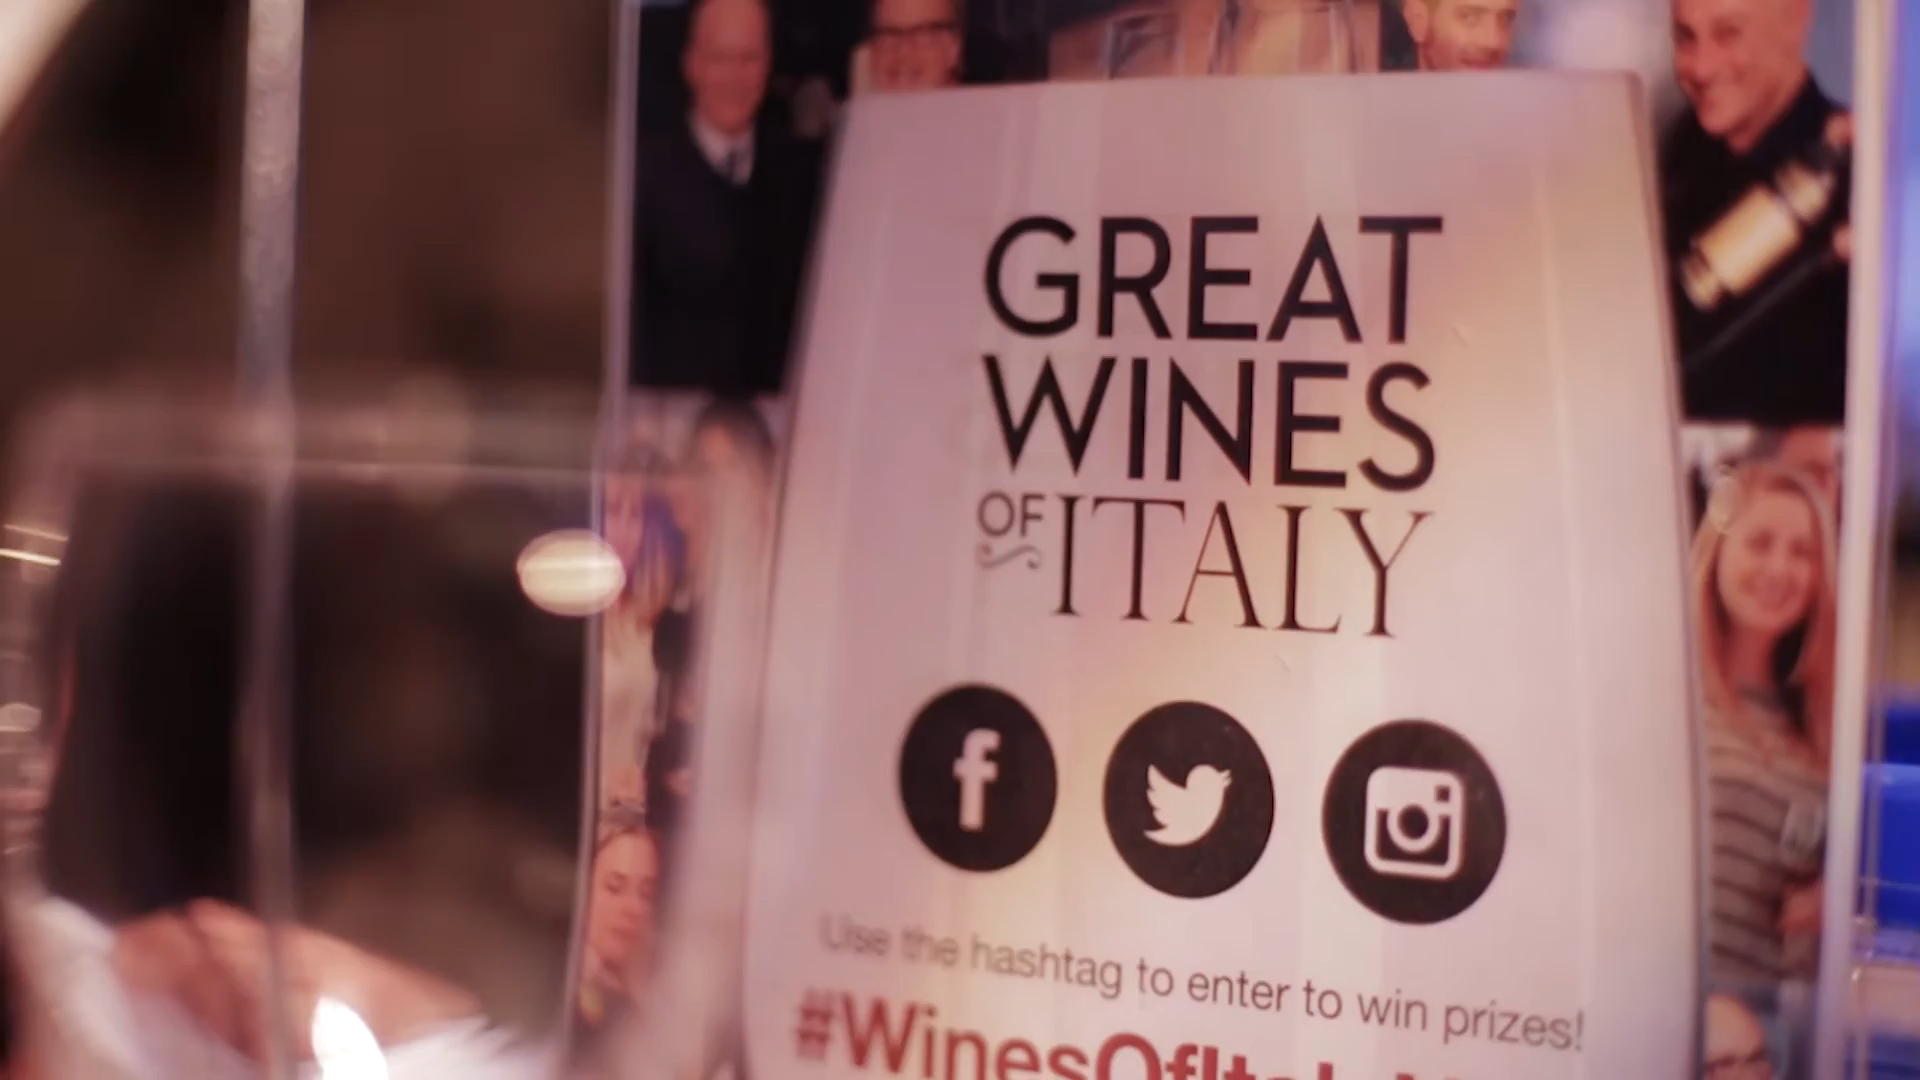 GREAT
WINES
OF ITALY
f
Use the hashtag to enter to win prizes!